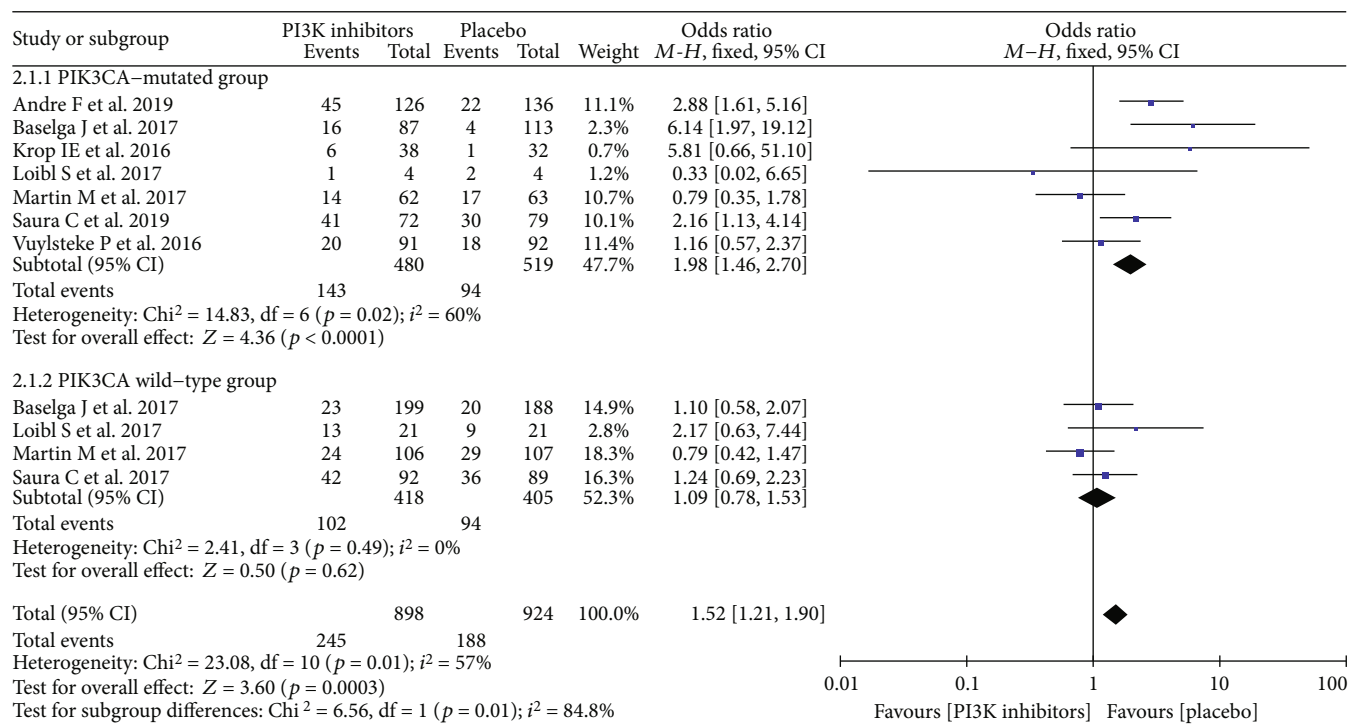 Study or subgroup PI3K inhibitors Placebo Odds ratio Odds ratio
Events Total Events Total Weight M-H, fixed, 95% CI M−H, fixed, 95% CI
2.1.1 PIK3CA−mutated group
Andre F et al. 2019 45 126 22 136 11.1% 2.88 [1.61, 5.16]
Baselga J et al. 2017 16 87 4 113 2.3% 6.14 [1.97, 19.12]
Krop IE et al. 2016 6 38 1 32 0.7% 5.81 [0.66, 51.10]
Loibl S et al. 2017 1 4 2 4 1.2% 0.33 [0.02, 6.65]
Martin M et al. 2017 14 62 17 63 10.7% 0.79 [0.35, 1.78]
Saura C et al. 2019 41 72 30 79 10.1% 2.16 [1.13, 4.14]
Vuylsteke P et al. 2016 20 91 18 92 11.4% 1.16 [0.57, 2.37]
Subtotal (95% CI) 480 519 47.7% 1.98 [1.46, 2.70]
Total events 143 94
Heterogeneity: Chi² = 14.83, df = 6 (p = 0.02); i² = 60%
Test for overall effect: Z = 4.36 (p < 0.0001)
2.1.2 PIK3CA wild−type group
Baselga J et al. 2017 23 199 20 188 14.9% 1.10 [0.58, 2.07]
Loibl S et al. 2017 13 21 9 21 2.8% 2.17 [0.63, 7.44]
Martin M et al. 2017 24 106 29 107 18.3% 0.79 [0.42, 1.47]
Saura C et al. 2017 42 92 36 89 16.3% 1.24 [0.69, 2.23]
Subtotal (95% CI) 418 405 52.3% 1.09 [0.78, 1.53]
Total events 102 94
Heterogeneity: Chi² = 2.41, df = 3 (p = 0.49); i² = 0%
Test for overall effect: Z = 0.50 (p = 0.62)
Total (95% CI) 898 924 100.0% 1.52 [1.21, 1.90]
Total events 245 188
Heterogeneity: Chi² = 23.08, df = 10 (p = 0.01); i² = 57%
Test for overall effect: Z = 3.60 (p = 0.0003)
Test for subgroup differences: Chi² = 6.56, df = 1 (p = 0.01); i² = 84.8%
0.01 0.1 1 10 100
Favours [PI3K inhibitors] Favours [placebo]